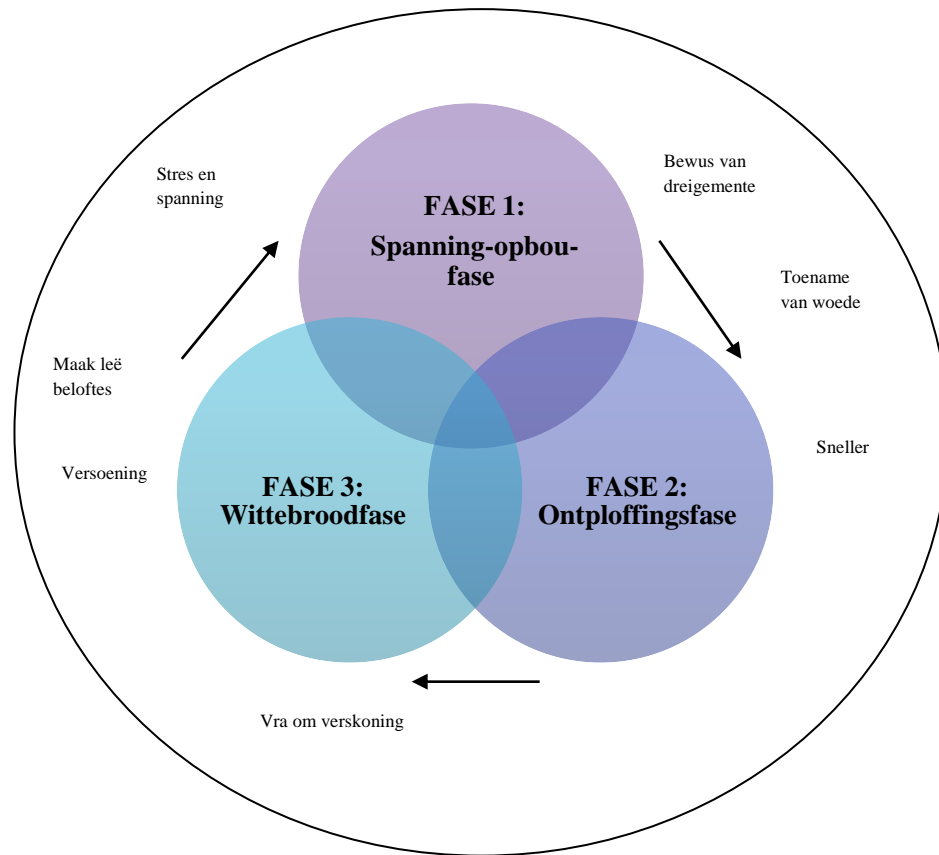 Stres en
spanning
Bewus van
dreigemente
FASE 1:
Spanning-opbou-
fase
Toename
van woede
Maak leë
beloftes
Sneller
Versoening
FASE 3:
Wittebroodfase
FASE 2:
Ontploffingsfase
Vra om verskoning